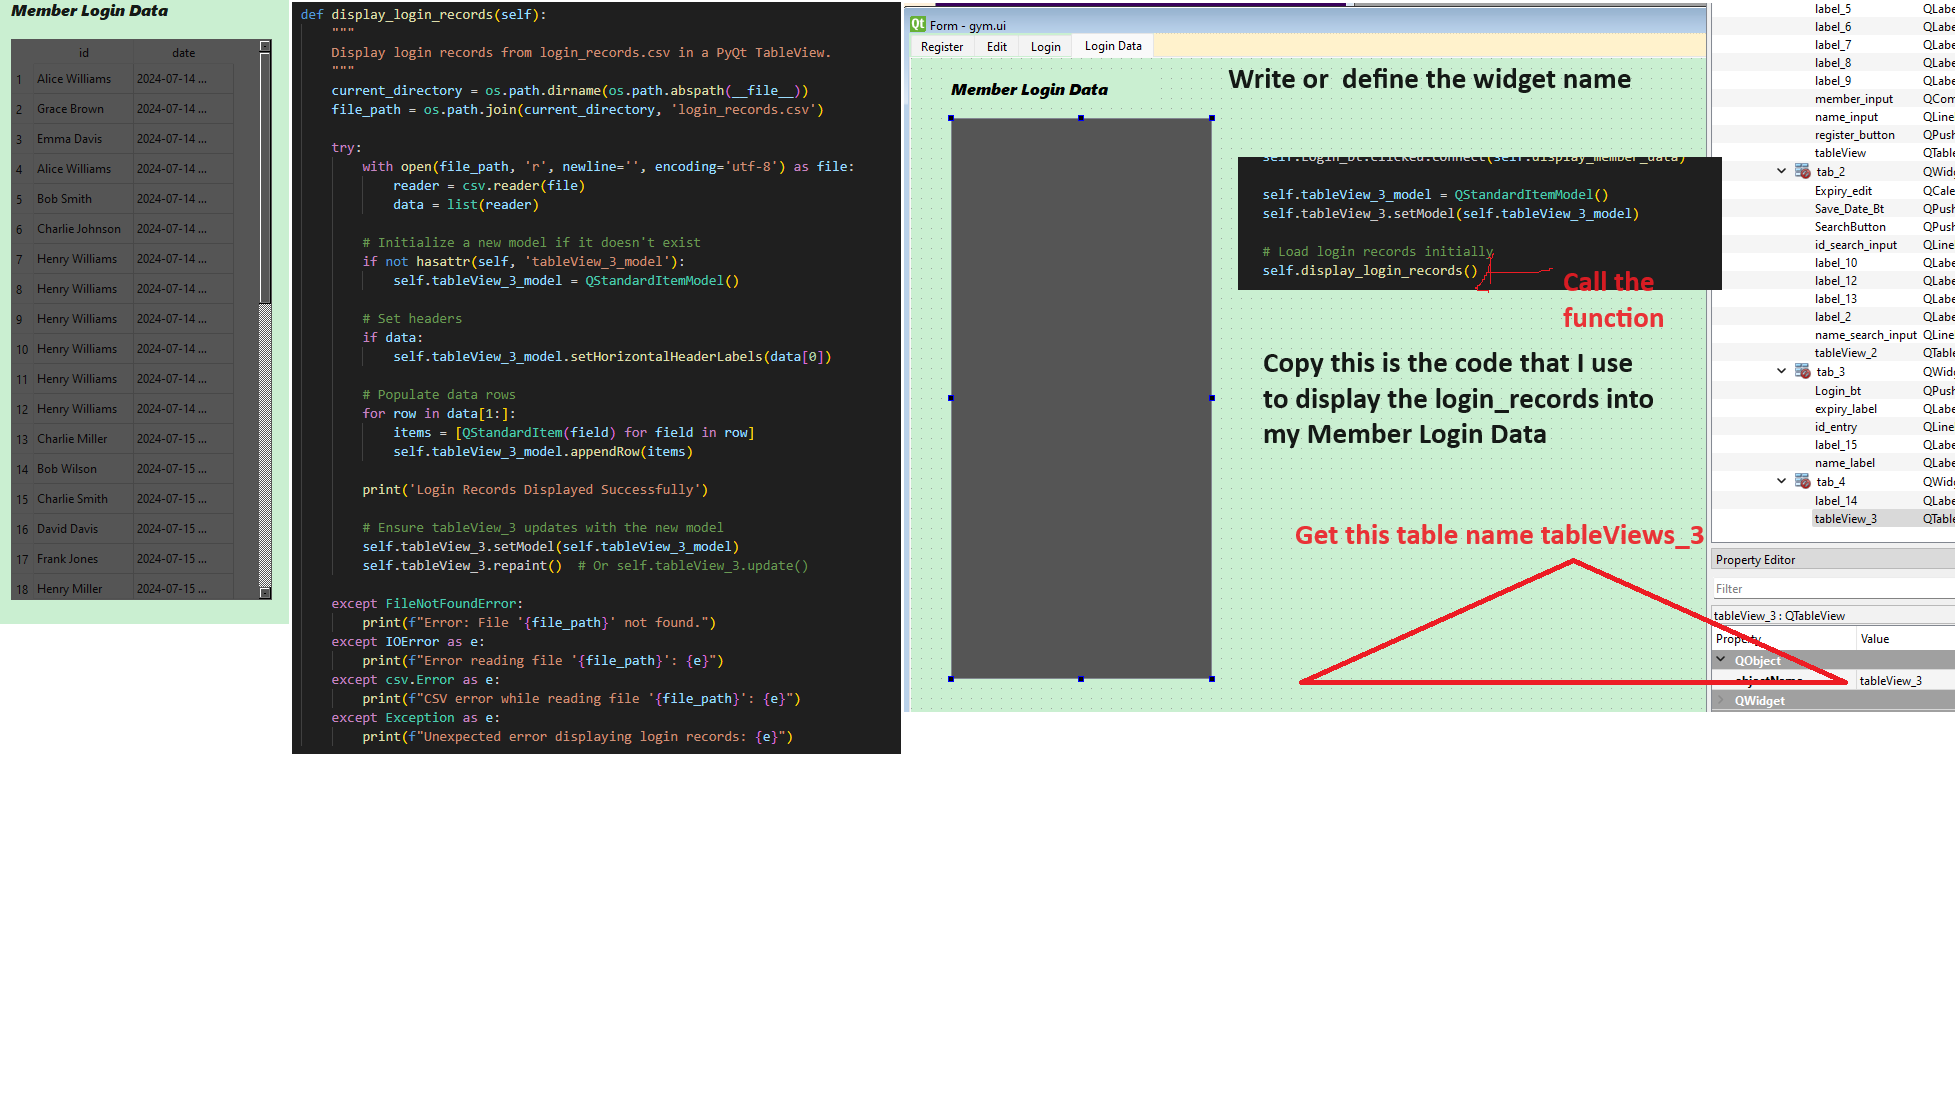 Member Login Data
id date
1 Alice Williams 2024-07-14 ...
2 Grace Brown 2024-07-14 ...
3 Emma Davis 2024-07-14 ...
4 Alice Williams 2024-07-14 ...
5 Bob Smith 2024-07-14 ...
6 Charlie Johnson 2024-07-14 ...
7 Henry Williams 2024-07-14 ...
8 Henry Williams 2024-07-14 ...
9 Henry Williams 2024-07-14 ...
10 Henry Williams 2024-07-14 ...
11 Henry Williams 2024-07-14 ...
12 Henry Williams 2024-07-14 ...
13 Charlie Miller 2024-07-15 ...
14 Bob Wilson 2024-07-15 ...
15 Charlie Smith 2024-07-15 ...
16 David Davis 2024-07-15 ...
17 Frank Jones 2024-07-15 ...
18 Henry Miller 2024-07-15 ...
def display_login_records(self):
"""
Display login records from login_records.csv in a PyQt TableView.
"""
current_directory = os.path.dirname(os.path.abspath(__file__))
file_path = os.path.join(current_directory, 'login_records.csv')
try:
with open(file_path, 'r', newline='', encoding='utf-8') as file:
reader = csv.reader(file)
data = list(reader)
# Initialize a new model if it doesn't exist
if not hasattr(self, 'tableView_3_model'):
self.tableView_3_model = QStandardItemModel()
# Set headers
if data:
self.tableView_3_model.setHorizontalHeaderLabels(data[0])
# Populate data rows
for row in data[1:]:
items = [QStandardItem(field) for field in row]
self.tableView_3_model.appendRow(items)
print('Login Records Displayed Successfully')
# Ensure tableView_3 updates with the new model
self.tableView_3.setModel(self.tableView_3_model)
self.tableView_3.repaint()  # Or self.tableView_3.update()
except FileNotFoundError:
print(f"Error: File '{file_path}' not found.")
except IOError as e:
print(f"Error reading file '{file_path}': {e}")
except csv.Error as e:
print(f"CSV error while reading file '{file_path}': {e}")
except Exception as e:
print(f"Unexpected error displaying login records: {e}")
Qt Form - gym.ui
Register Edit Login Login Data
Member Login Data
Write or define the widget name
self.Login_bt.clicked.connect(self.display_member_data)
self.tableView_3_model = QStandardItemModel()
self.tableView_3.setModel(self.tableView_3_model)
# Load login records initially
self.display_login_records()
Call the
function
Copy this is the code that I use
to display the login_records into
my Member Login Data
Get this table name tableViews_3
label_5 QLabe
label_6 QLabe
label_7 QLabe
label_8 QLabe
label_9 QLabe
member_input QCom
name_input QLine
register_button QPush
tableView QTabl
tab_2 QWidg
Expiry_edit QCale
Save_Date_Bt QPush
SearchButton QPush
id_search_input QLine
label_10 QLabe
label_12 QLabe
label_13 QLabe
label_2 QLabe
name_search_input QLine
tableView_2 QTabl
tab_3 QWidg
Login_bt QPush
expiry_label QLabe
id_entry QLine
label_15 QLabe
name_label QLabe
tab_4 QWidg
label_14 QLabe
tableView_3 QTabl
Property Editor
Filter
tableView_3 : QTableView
Property Value
QObject
objectName tableView_3
QWidget